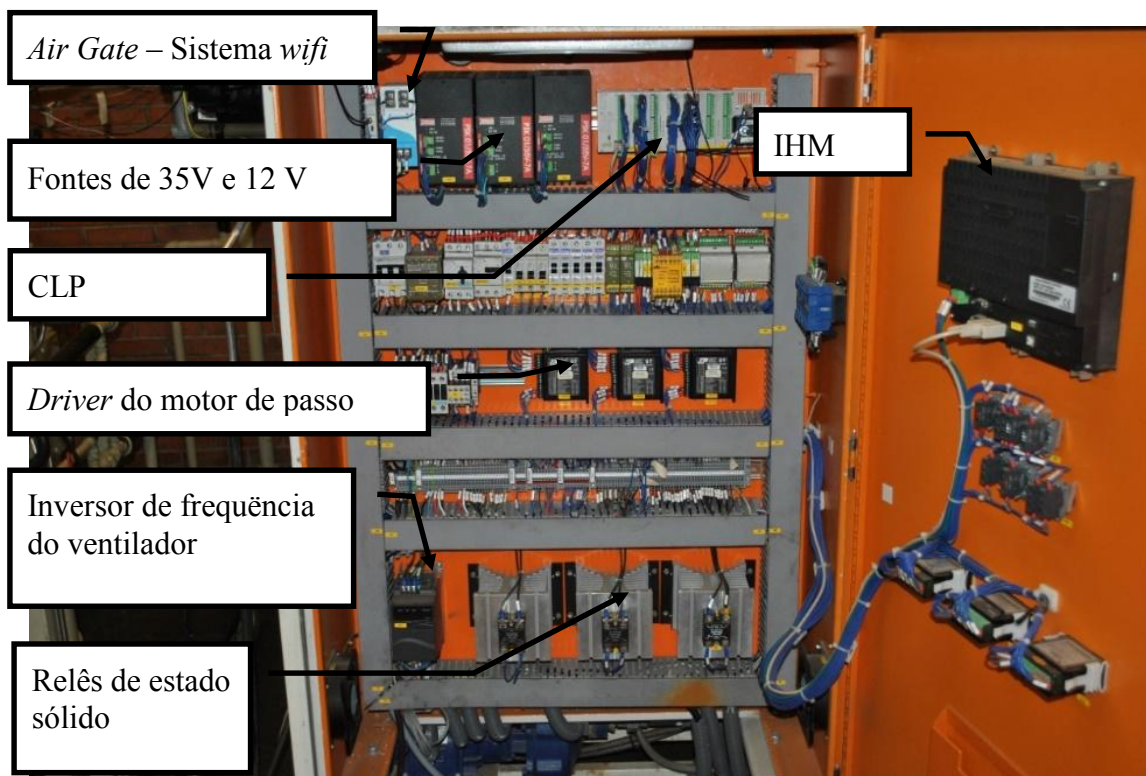 Air Gate – Sistema wifi
Fontes de 35V e 12 V
CLP
IHM
Driver do motor de passo
Inversor de frequëncia
do ventilador
Relês de estado
sólido